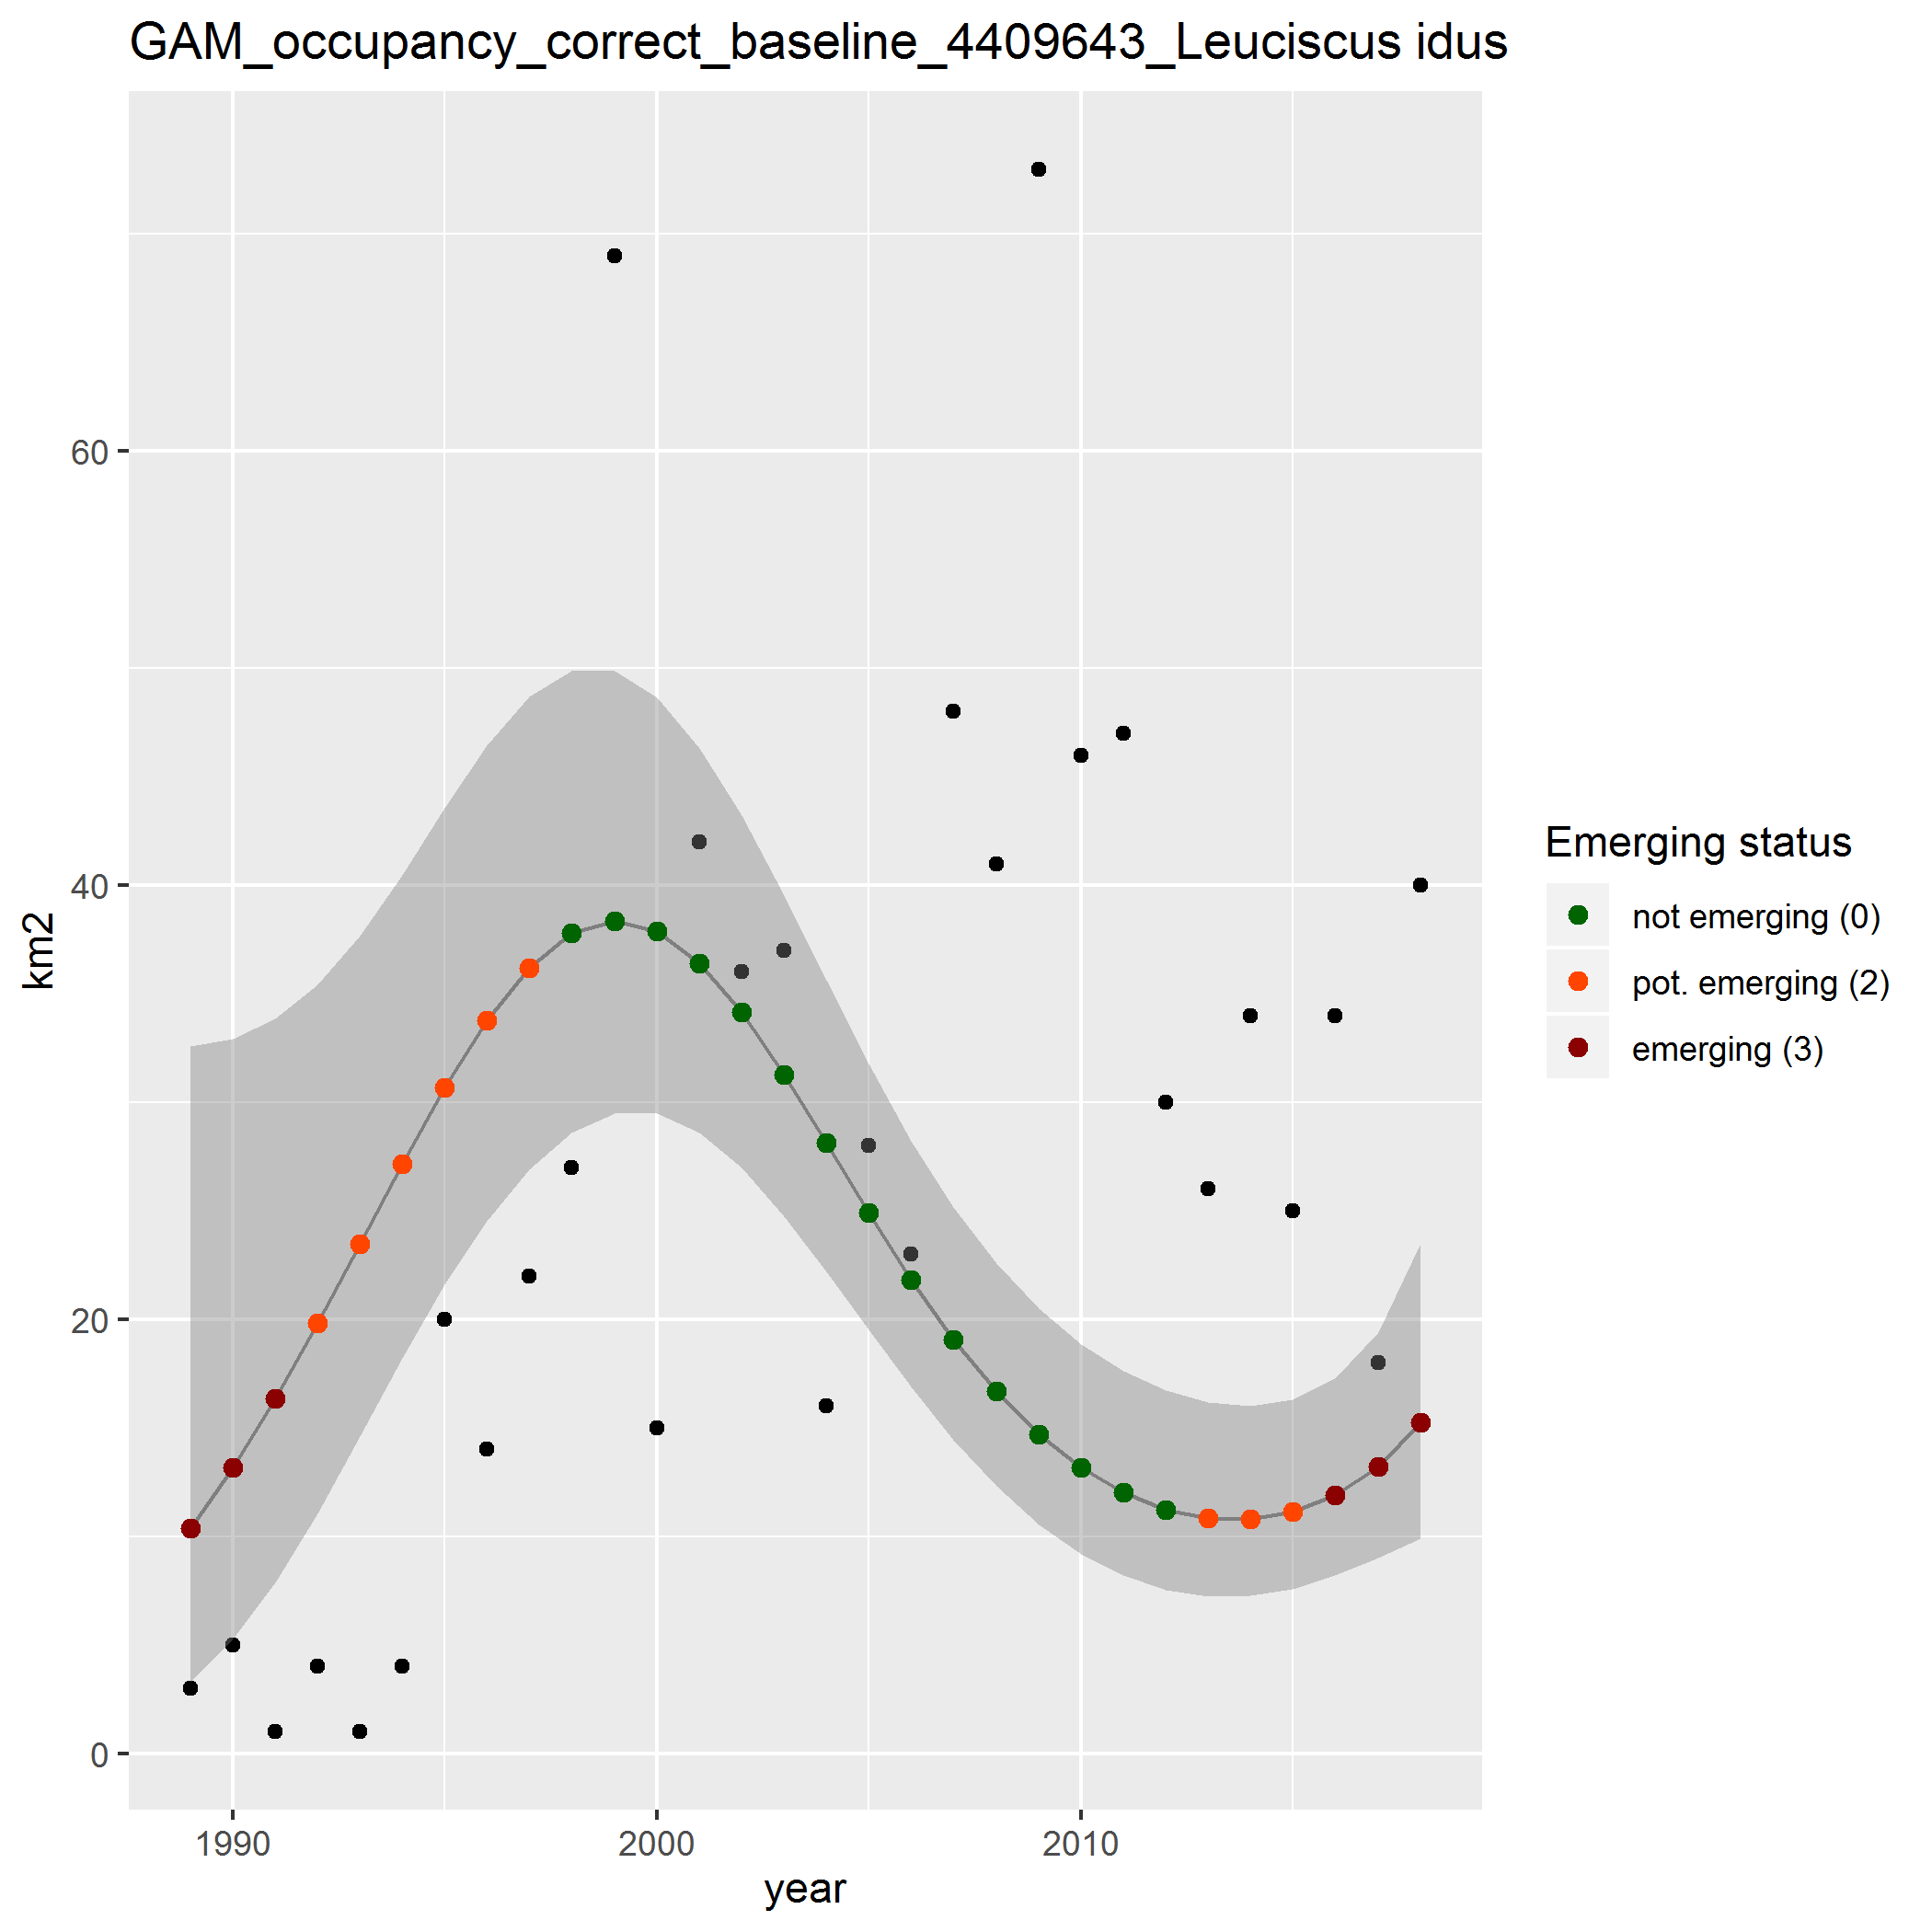 GAM_occupancy_correct_baseline_4409643_Leuciscus idus
60
40
20
0
km2
1990
2000
2010
year
Emerging status
not emerging (0)
pot. emerging (2)
emerging (3)